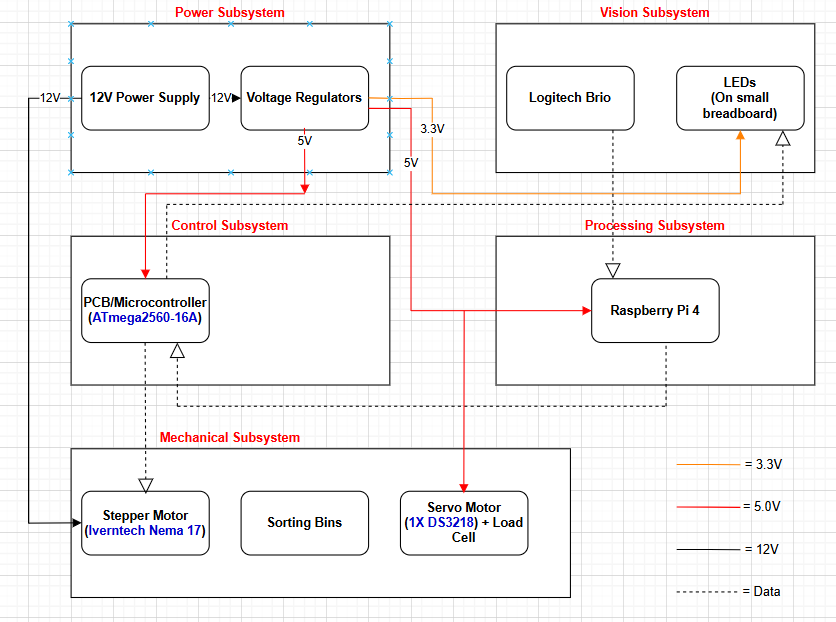 Power Subsystem
Vision Subsystem
12V
12V Power Supply
12V
Voltage Regulators
Logitech Brio
LEDs
(On small
breadboard)
3.3V
5V
5V
Control Subsystem
Processing Subsystem
PCB/Microcontroller
(ATmega2560-16A)
Raspberry Pi 4
Mechanical Subsystem
Stepper Motor
(Iverntech Nema 17)
Sorting Bins
Servo Motor
(1X DS3218) + Load
Cell
= 3.3V
= 5.0V
= 12V
= Data